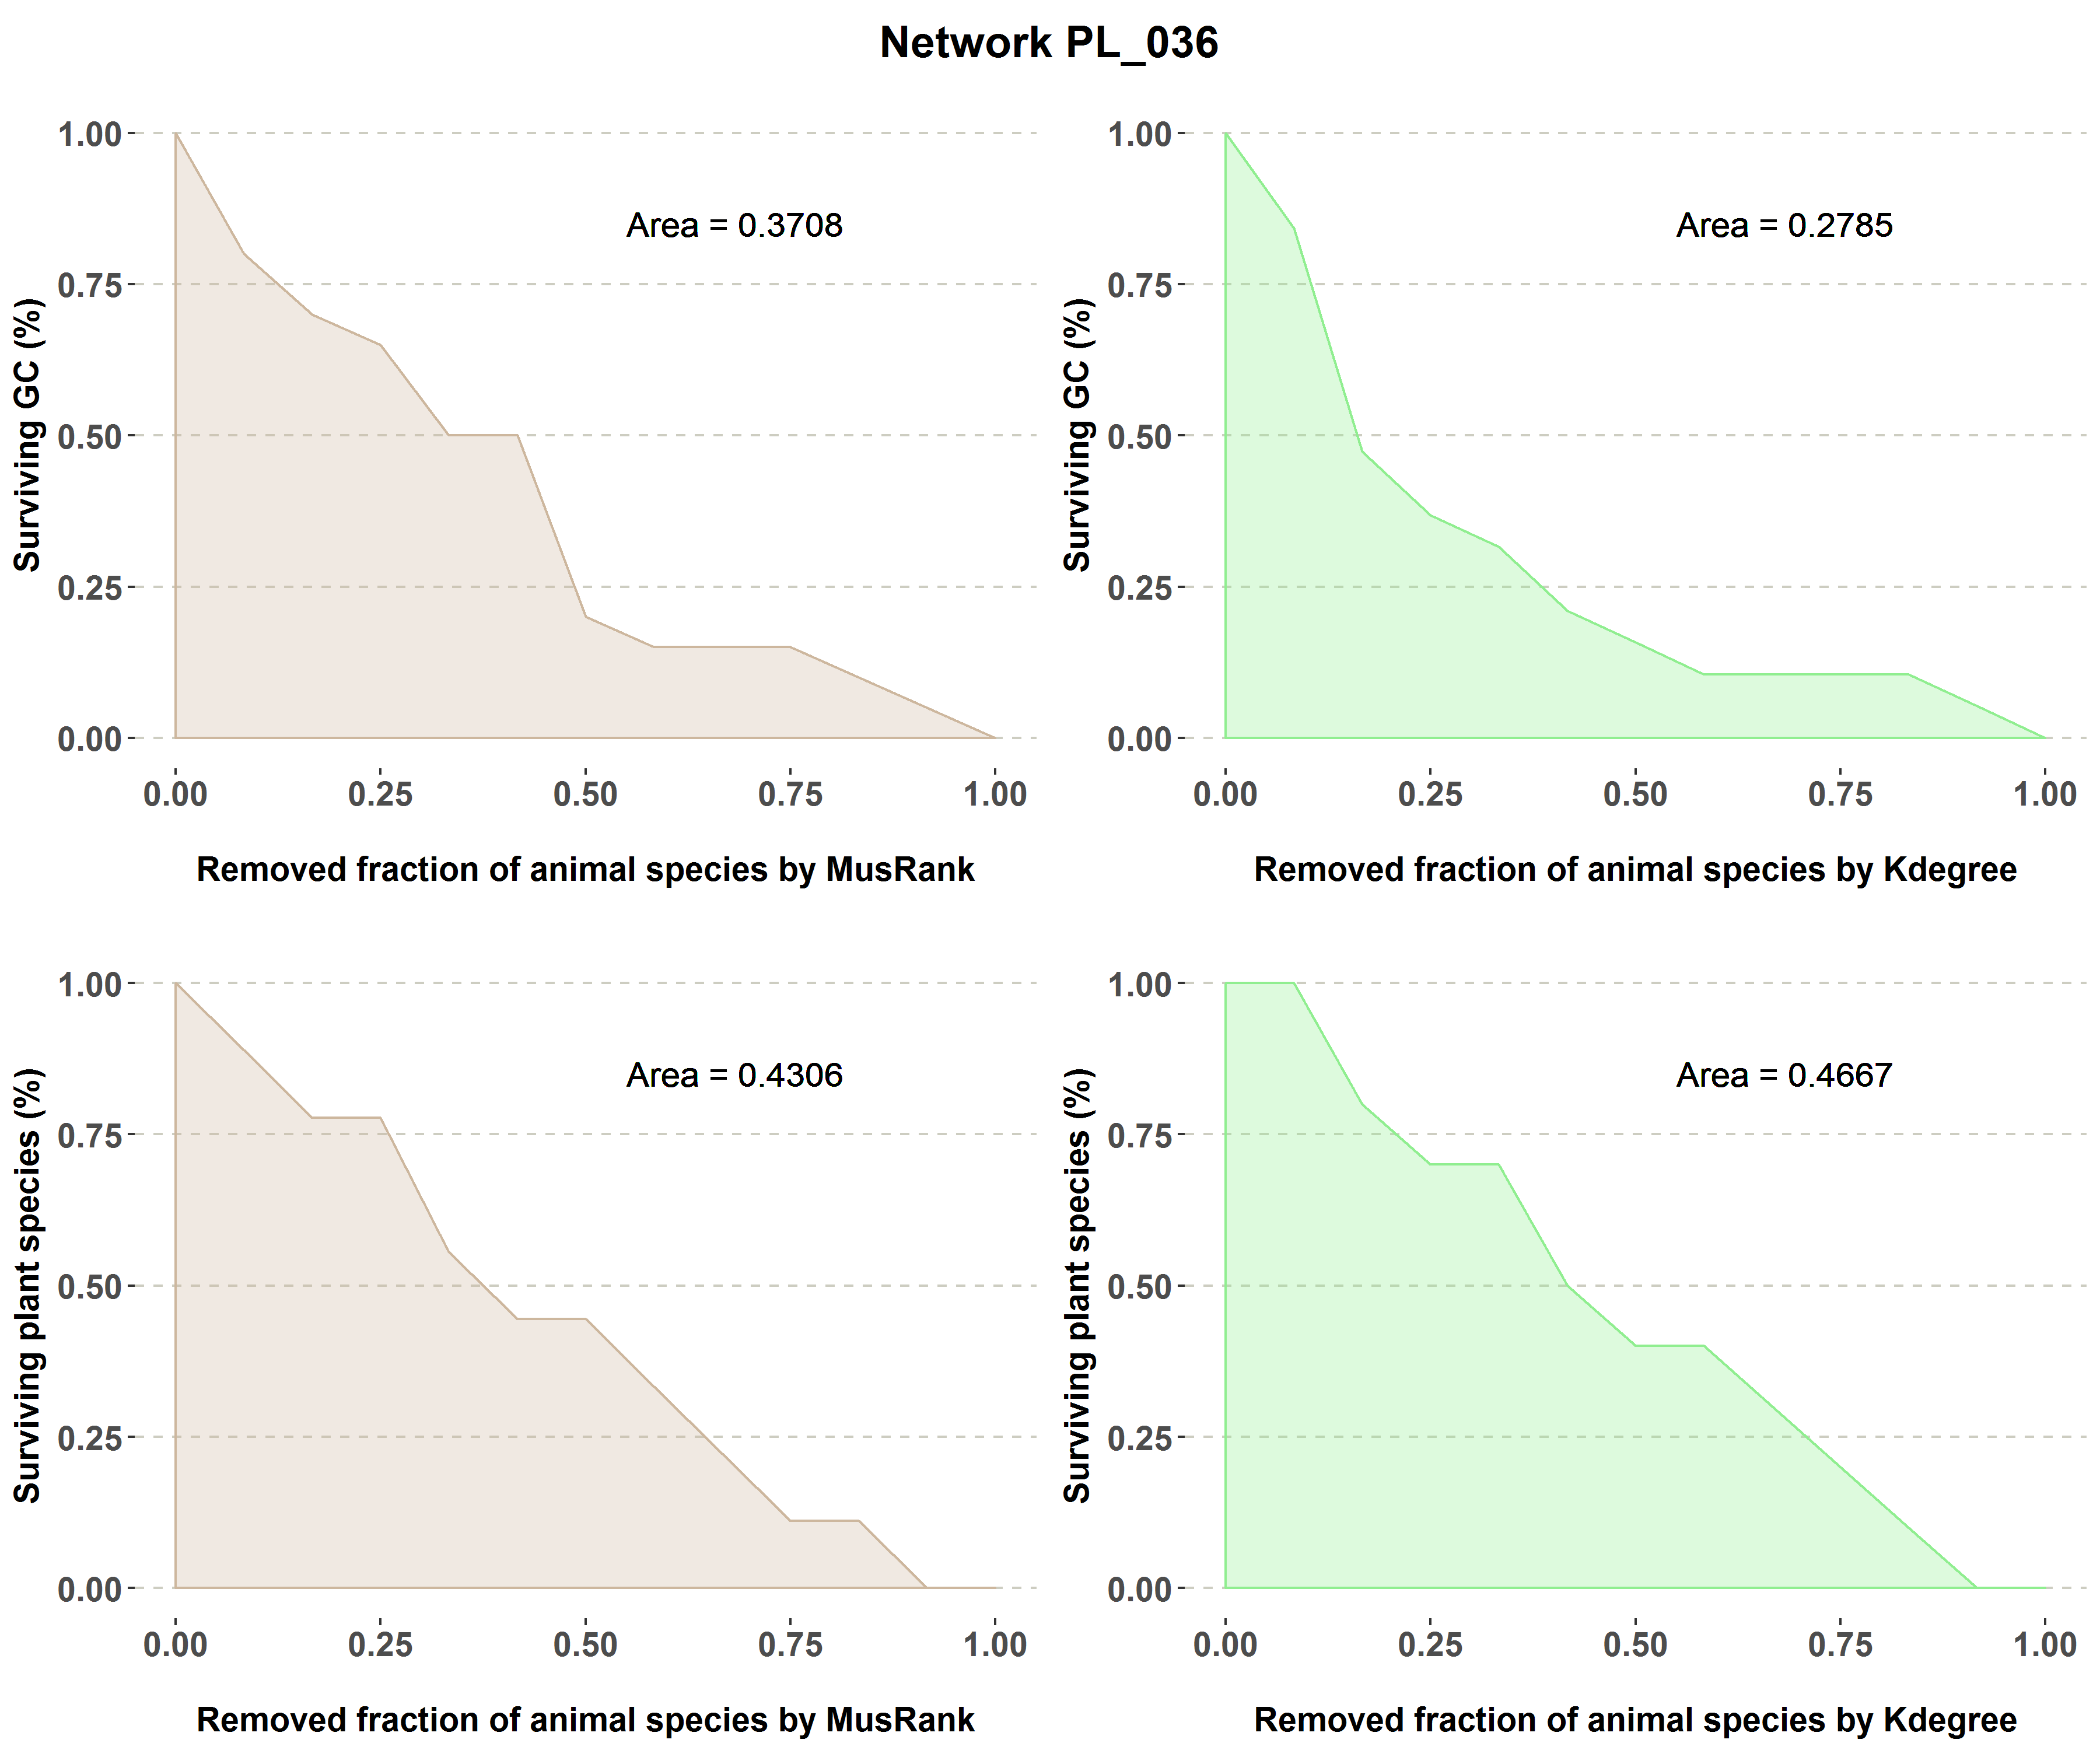 Network PL_036
Surviving GC (%)
1.00
0.75
0.50
0.25
0.00
Area = 0.3708
0.00 0.25 0.50 0.75 1.00
Removed fraction of animal species by MusRank
Surviving GC (%)
1.00
0.75
0.50
0.25
0.00
Area = 0.2785
0.00 0.25 0.50 0.75 1.00
Removed fraction of animal species by Kdegree
Surviving plant species (%)
1.00
0.75
0.50
0.25
0.00
Area = 0.4306
0.00 0.25 0.50 0.75 1.00
Removed fraction of animal species by MusRank
Surviving plant species (%)
1.00
0.75
0.50
0.25
0.00
Area = 0.4667
0.00 0.25 0.50 0.75 1.00
Removed fraction of animal species by Kdegree